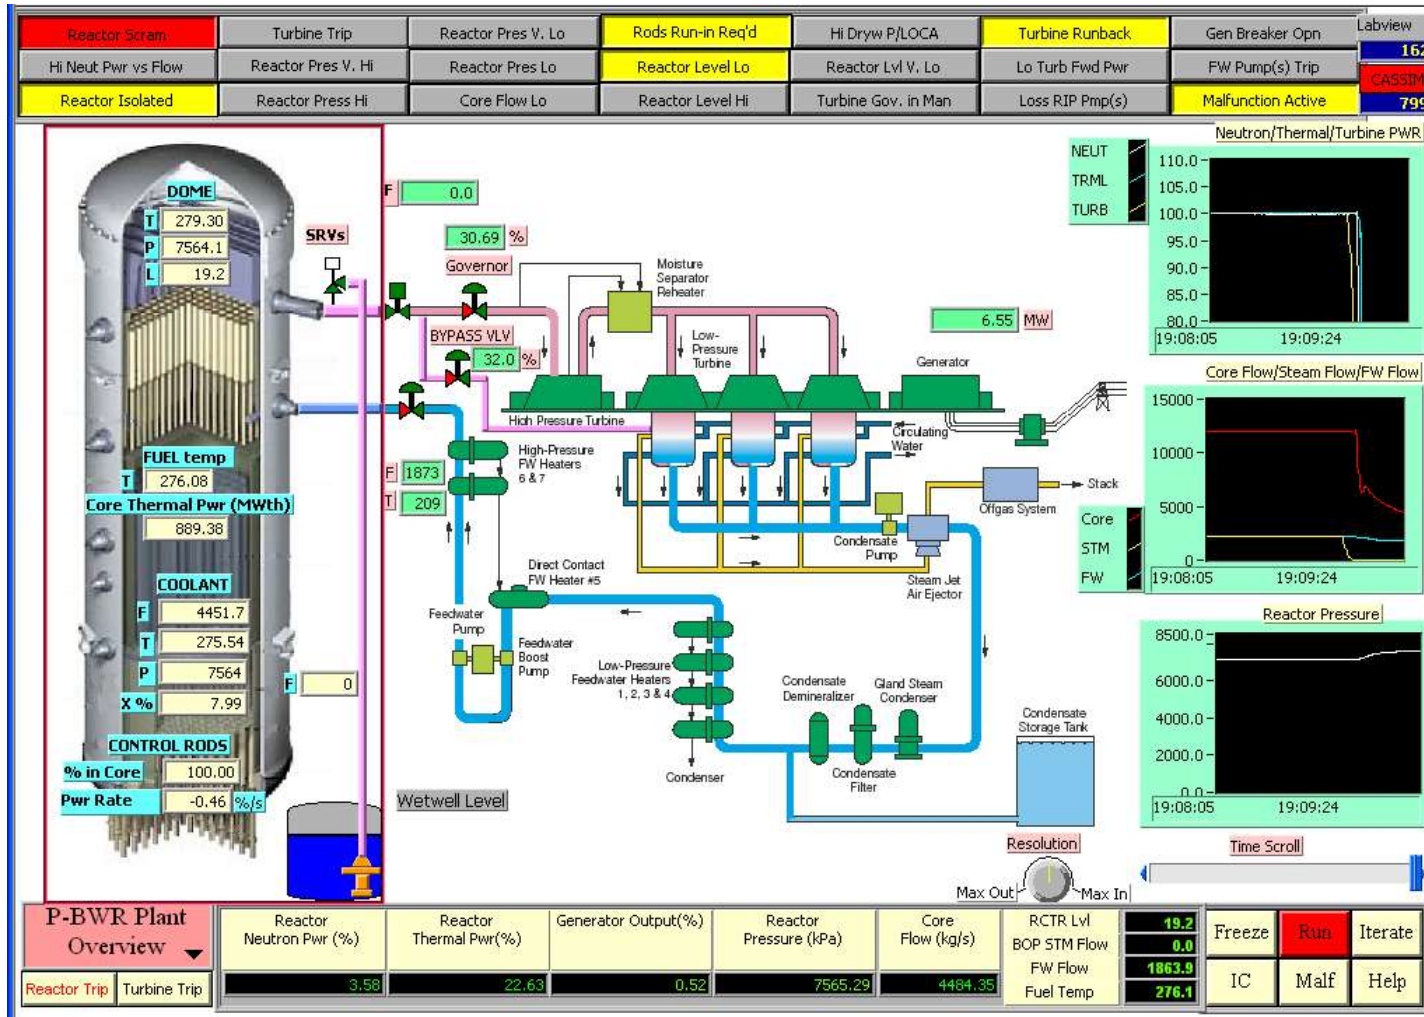 Reactor Scram
Turbine Trip
Reactor Pres V. Lo
Rods Run-in Req'd
Hi Dryw P/LOCA
Turbine Runback
Gen Breaker Opn
Labview
Hi Neut Pwr vs Flow
Reactor Pres V. Hi
Reactor Pres Lo
Reactor Level Lo
Reactor Lvl V. Lo
Lo Turb Fwd Pwr
FW Pump(s) Trip
162
CASSIM
Reactor Isolated
Reactor Press Hi
Core Flow Lo
Reactor Level Hi
Turbine Gov. in Man
Loss RIP Pmp(s)
Malfunction Active
799
DOME
T 279.30
P 7564.1
L 19.2
SRVs
F 0.0
30.69 %
Governor
BYPASS VLV
32.0 %
Moisture
Separator
Reheater
Low-
Pressure
Turbine
6.55 MW
Generator
High Pressure Turbine
Circulating
Water
High-Pressure
FW Heaters
6 & 7
F 1873
T 209
FUEL temp
T 276.08
Core Thermal Pwr (MWth)
889.38
COOLANT
F 4451.7
T 275.54
P 7564
X % 7.99
F 0
CONTROL RODS
% in Core 100.00
Pwr Rate -0.46 %/s
Wetwell Level
Direct Contact
FW Heater #5
Feedwater
Pump
Feedwater
Boost
Pump
Low-Pressure
Feedwater Heaters
1, 2, 3 & 4
Condenser
Condensate
Pump
Offgas System
Stack
Steam Jet
Air Ejector
Condensate
Demineralizer
Gland Steam
Condenser
Condensate
Filter
Condensate
Storage Tank
Resolution
Max Out
Max In
Neutron/Thermal/Turbine PWR
NEUT
TRML
TURB
110.0
105.0
100.0
95.0
90.0
85.0
80.0
19:08:05 19:09:24
Core Flow/Steam Flow/FW Flow
15000
10000
5000
0
Core
STM
FW
19:08:05 19:09:24
Reactor Pressure
8500.0
6000.0
4000.0
2000.0
0.0
19:08:05 19:09:24
Time Scroll
P-BWR Plant
Overview
Reactor Trip
Turbine Trip
Reactor
Neutron Pwr (%)
3.58
Reactor
Thermal Pwr(%)
22.63
Generator Output(%)
0.52
Reactor
Pressure (kPa)
7565.29
Core
Flow (kg/s)
4484.35
RCTR Lvl 19.2
BOP STM Flow 0.0
FW Flow 1863.9
Fuel Temp 276.1
Freeze
Run
Iterate
IC
Malf
Help